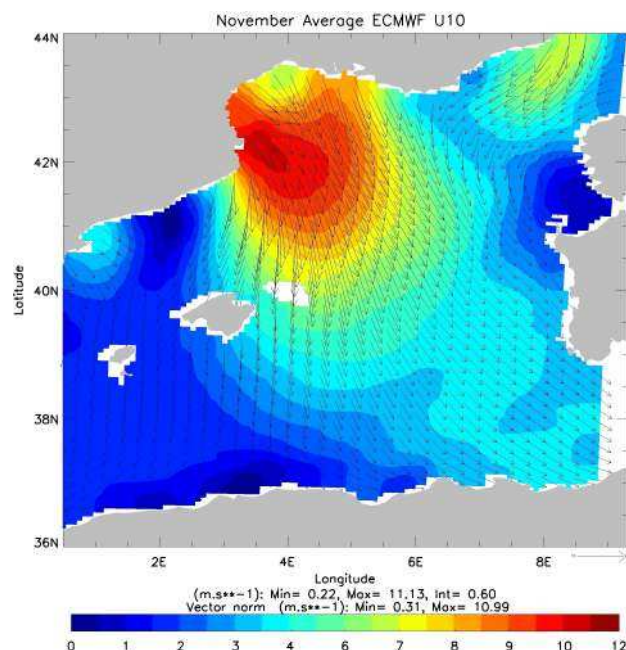 November Average ECMWF U10
44N
42N
40N
38N
36N
Latitude
2E 4E 6E 8E
Longitude
(m.s**-1): Min= 0.22, Max= 11.13, Int= 0.60
Vector norm (m.s**-1): Min= 0.31, Max= 10.99
0 1 2 3 4 5 6 7 8 9 10 11 12